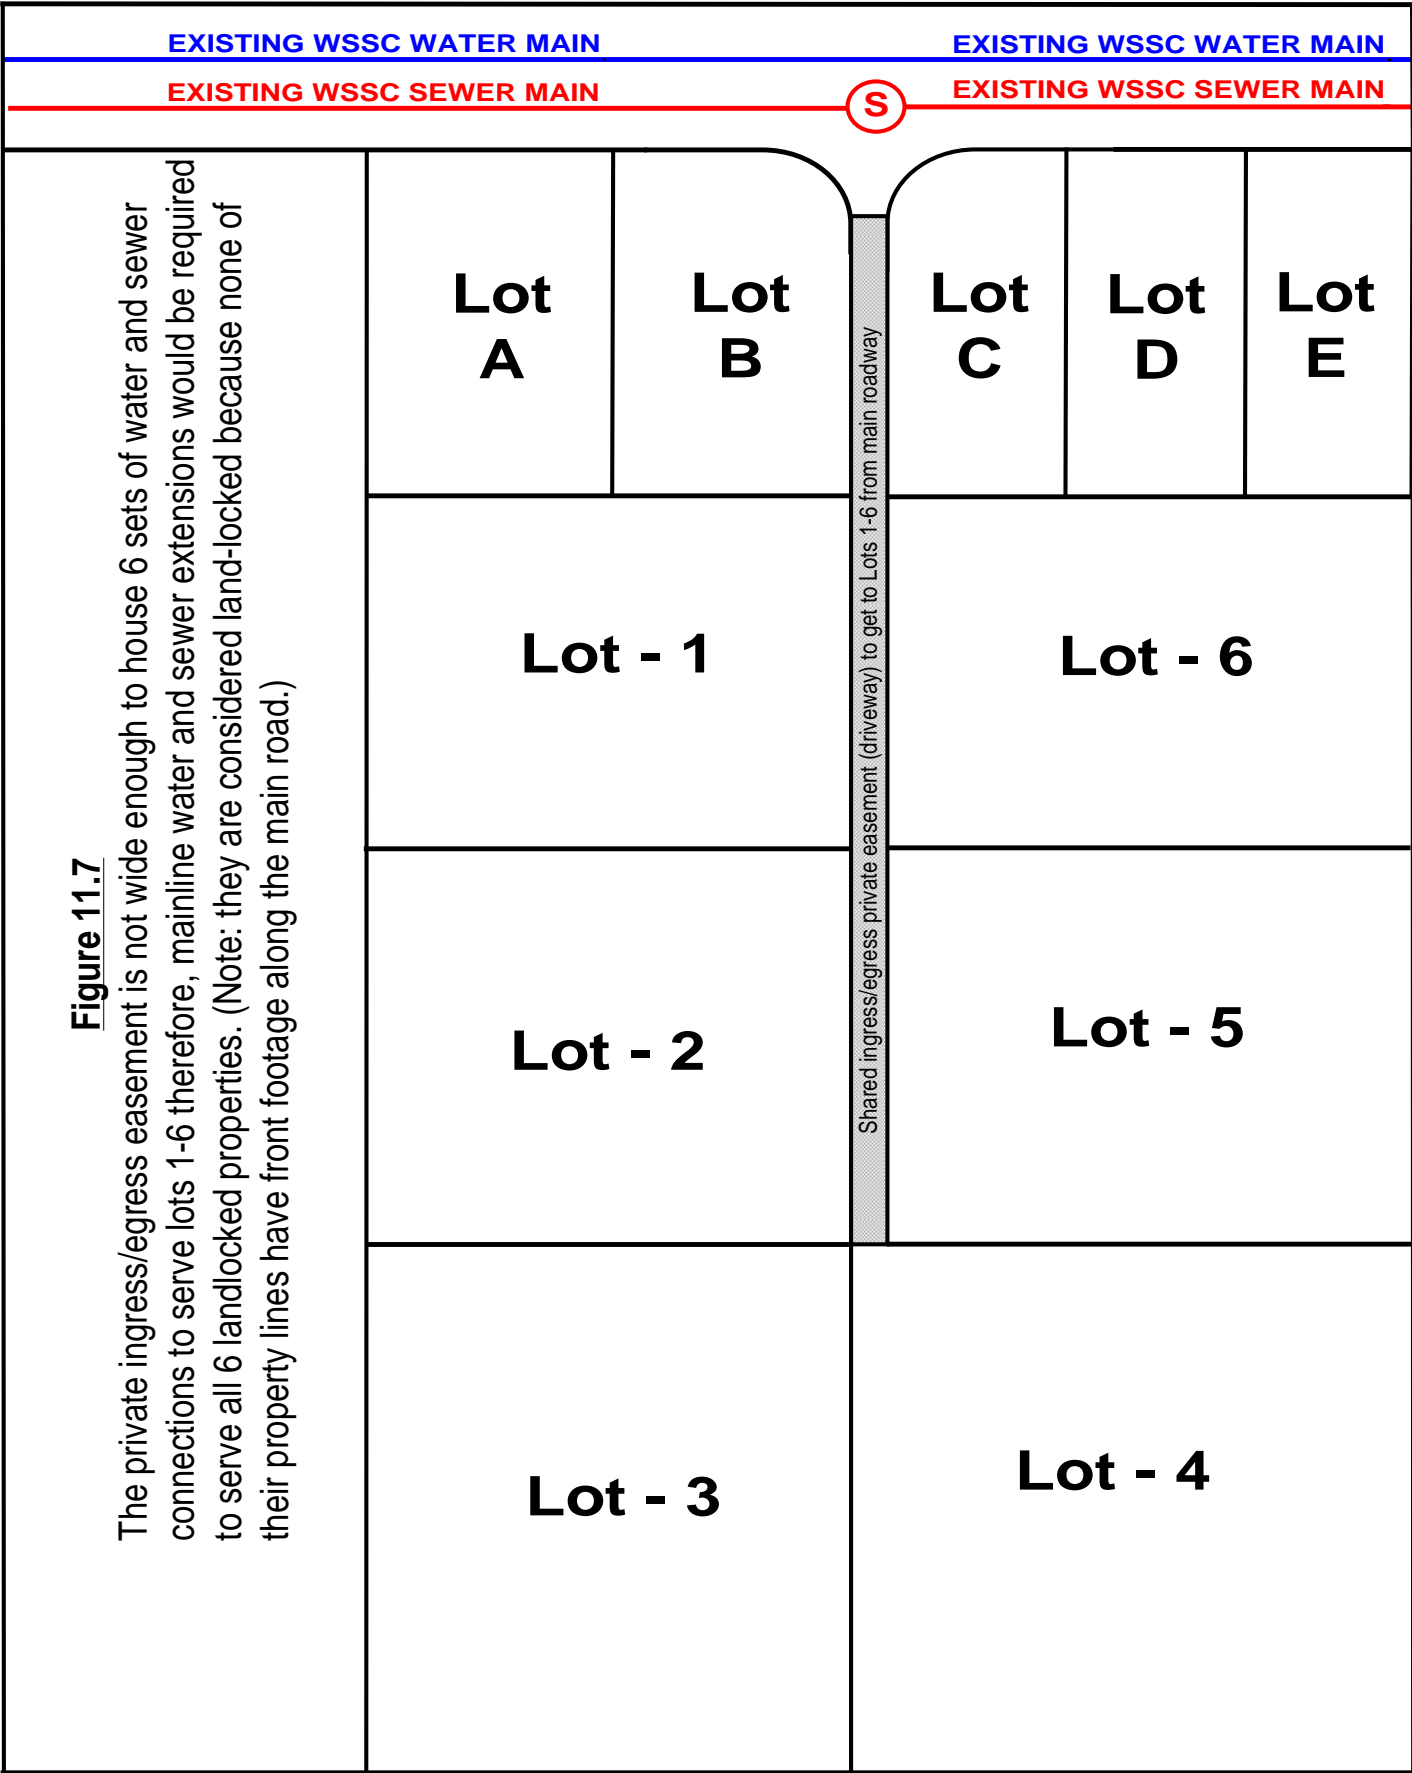 EXISTING WSSC WATER MAIN
EXISTING WSSC WATER MAIN
EXISTING WSSC SEWER MAIN
EXISTING WSSC SEWER MAIN
S
Figure 11.7
The private ingress/egress easement is not wide enough to house 6 sets of water and sewer
connections to serve lots 1-6 therefore, mainline water and sewer extensions would be required
to serve all 6 landlocked properties. (Note: they are considered land-locked because none of
their property lines have front footage along the main road.)
Lot
A
Lot
B
Lot
C
Lot
D
Lot
E
Shared ingress/egress private easement (driveway) to get to Lots 1-6 from main roadway
Lot - 1
Lot - 6
Lot - 2
Lot - 5
Lot - 3
Lot - 4